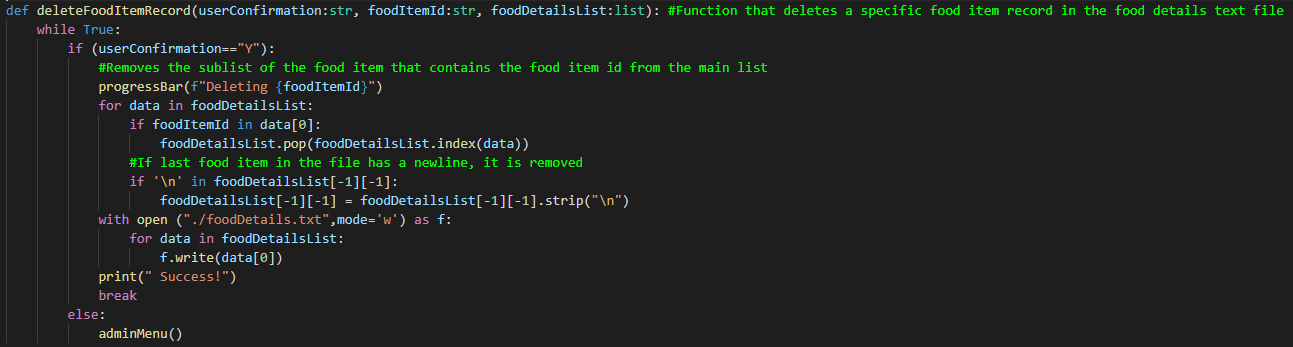 def deleteFoodItemRecord(userConfirmation:str, foodItemId:str, foodDetailsList:list): #Function that deletes a specific food item record in the food details text file
    while True:
        if (userConfirmation=="Y"):
            #Removes the sublist of the food item that contains the food item id from the main list
            progressBar(f"Deleting {foodItemId}")
            for data in foodDetailsList:
                if foodItemId in data[0]:
                    foodDetailsList.pop(foodDetailsList.index(data))
                #If last food item in the file has a newline, it is removed
                if '\n' in foodDetailsList[-1][-1]:
                    foodDetailsList[-1][-1] = foodDetailsList[-1][-1].strip("\n")
            with open ("./foodDetails.txt",mode='w') as f:
                for data in foodDetailsList:
                    f.write(data[0])
            print(" Success!")
            break
        else:
            adminMenu()